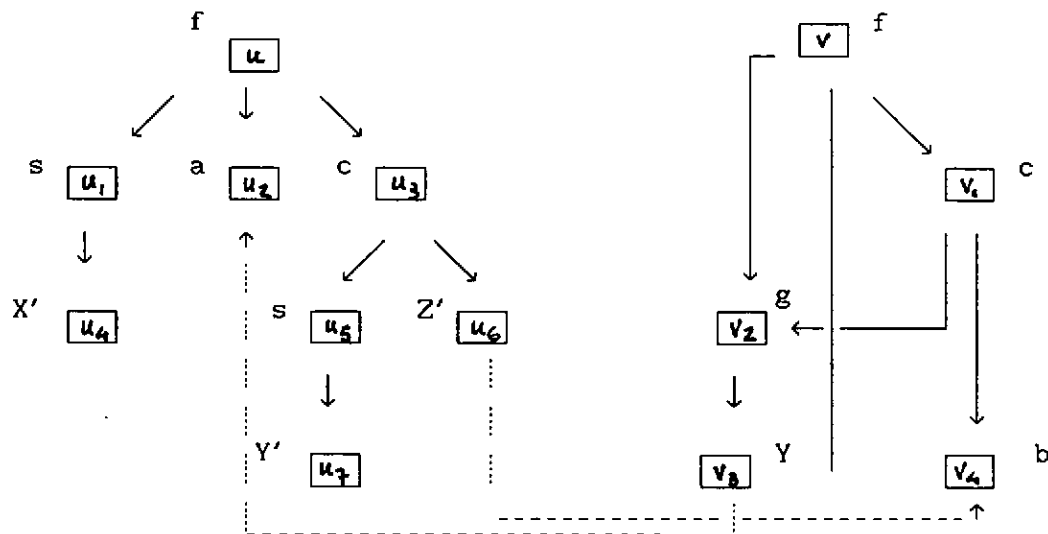 f
u
v
f
s
u₁
a
u₂
c
u₃
v₁
c
X′
u₄
s
u₅
Z′
u₆
v₂
g
Y′
u₇
v₃
Y
v₄
b